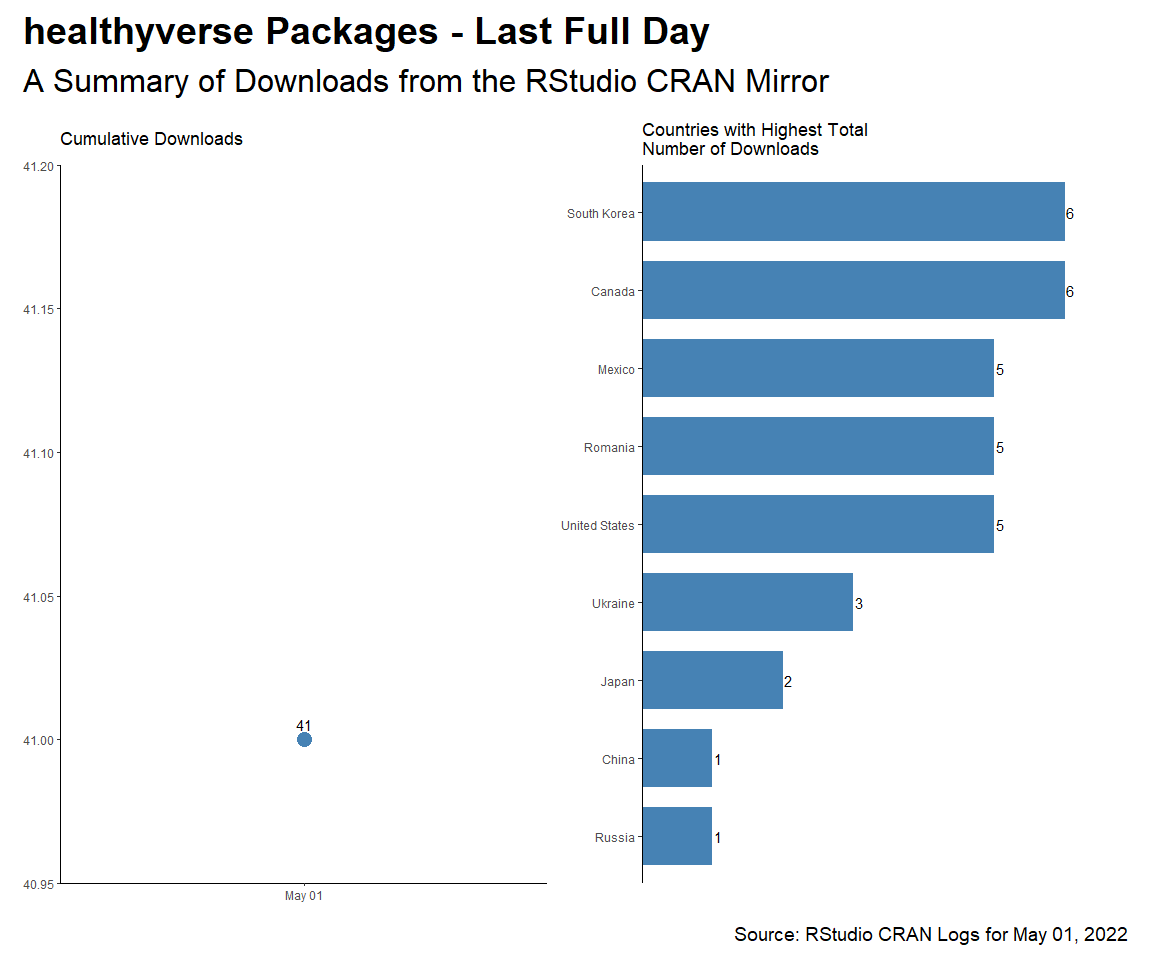 healthyverse Packages - Last Full Day
A Summary of Downloads from the RStudio CRAN Mirror
Cumulative Downloads
41.20
41.15
41.10
41.05
41.00
40.95
41
May 01
Countries with Highest Total
Number of Downloads
South Korea 6
Canada 6
Mexico 5
Romania 5
United States 5
Ukraine 3
Japan 2
China 1
Russia 1
Source: RStudio CRAN Logs for May 01, 2022